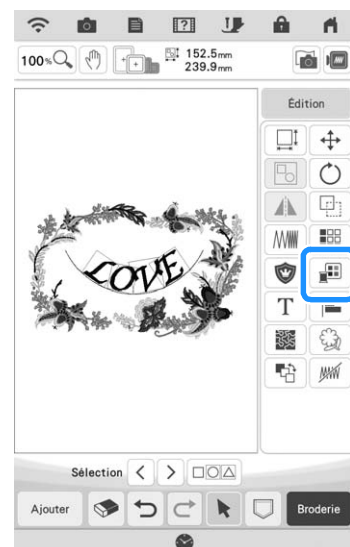 100%
152.5mm
239.9mm
Édition
LOVE
T
Sélection
Ajouter
Broderie